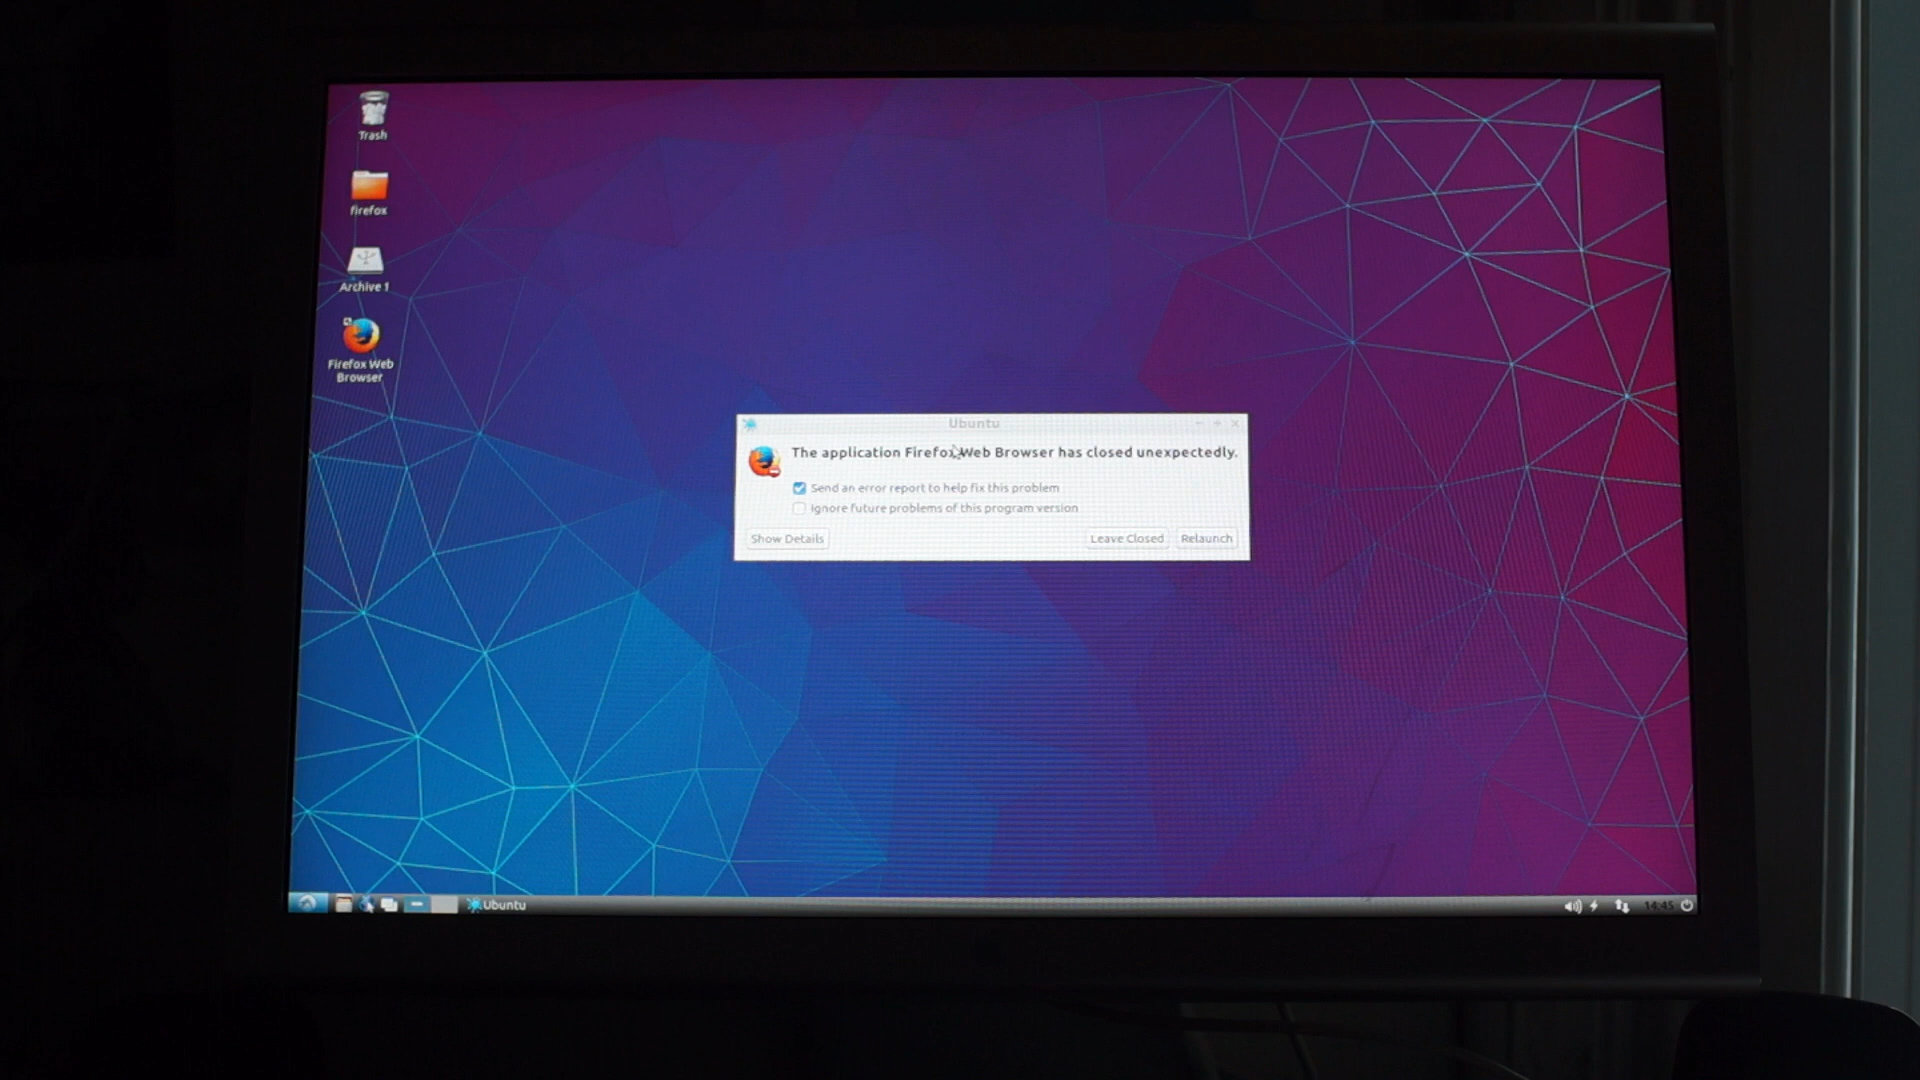 Trash
firefox
Archive 1
Firefox Web
Browser
Ubuntu
The application Firefox Web Browser has closed unexpectedly.
Send an error report to help fix this problem
Ignore future problems of this program version
Show Details
Leave Closed
Relaunch
Ubuntu
14:45